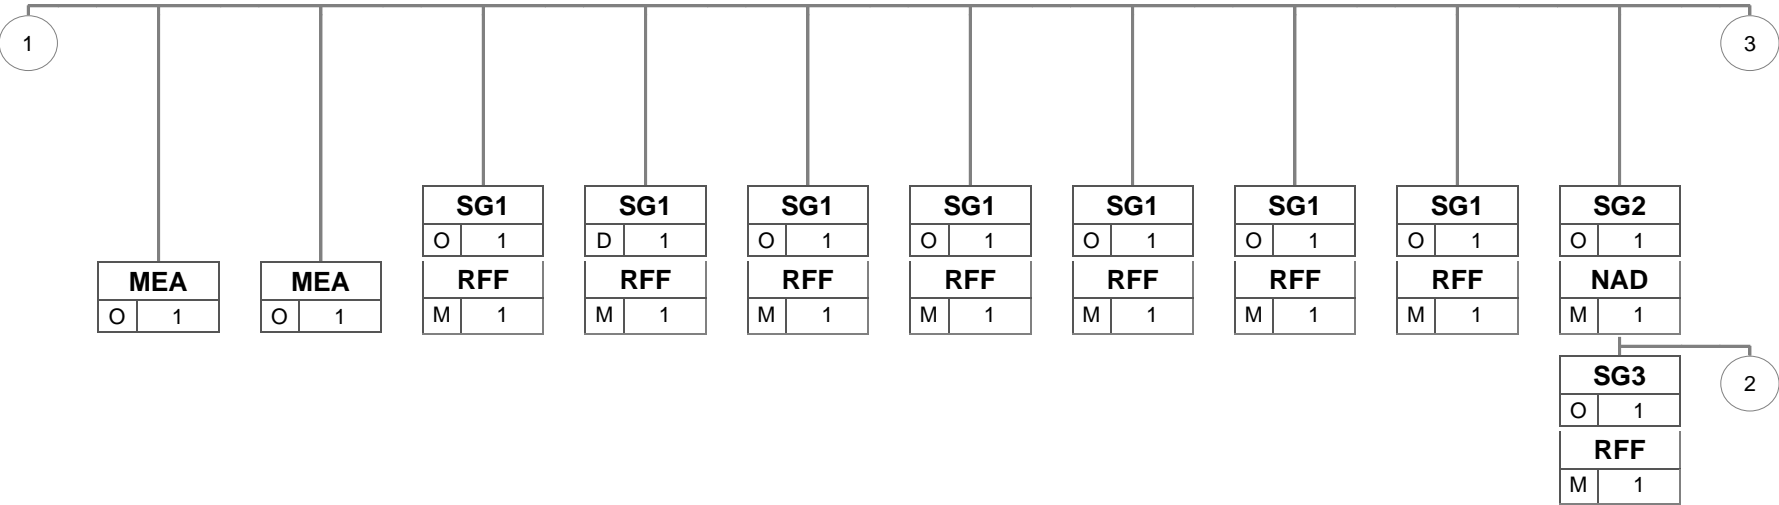 1 3
SG1 SG1 SG1 SG1 SG1 SG1 SG1 SG2
O 1 D 1 O 1 O 1 O 1 O 1 O 1 O 1
MEA MEA RFF RFF RFF RFF RFF RFF RFF NAD
O 1 O 1 M 1 M 1 M 1 M 1 M 1 M 1 M 1 M 1
SG3 2
O 1
RFF
M 1